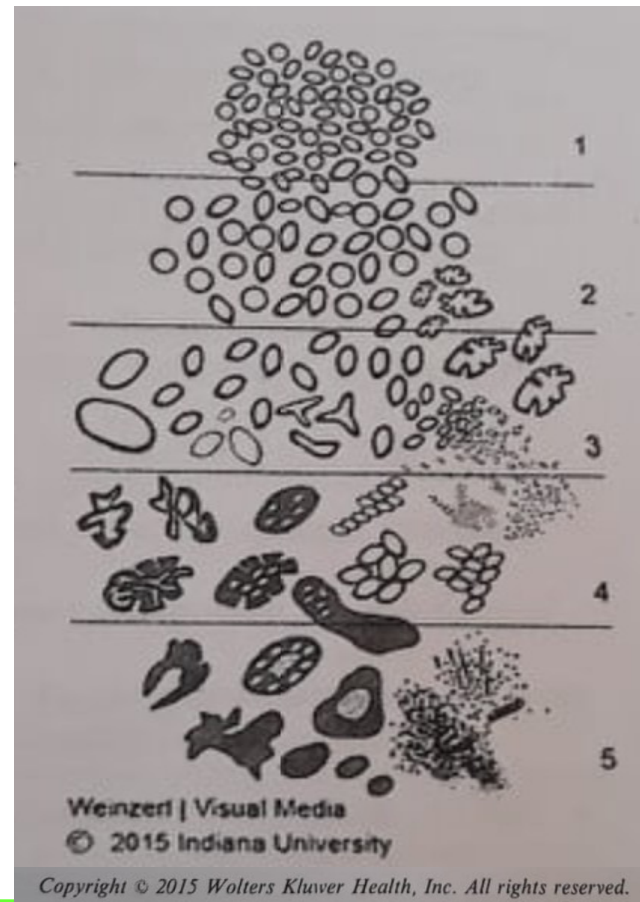 1
2
3
4
5
Weinzerl | Visual Media
© 2015 Indiana University
Copyright © 2015 Wolters Kluwer Health, Inc. All rights reserved.